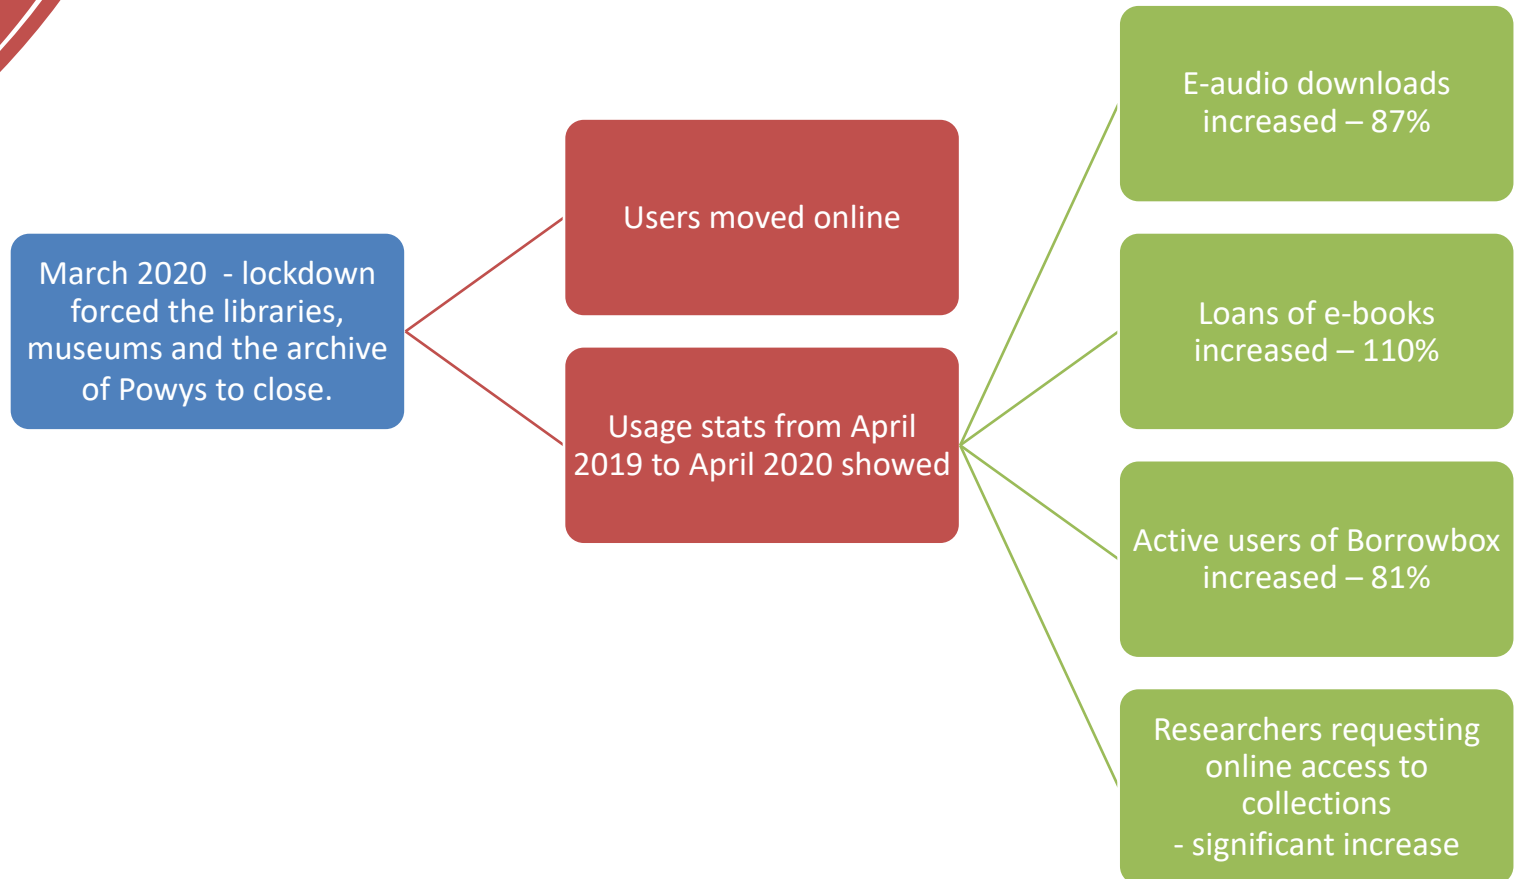 March 2020  - lockdown
forced the libraries,
museums and the archive
of Powys to close.
Users moved online
Usage stats from April
2019 to April 2020 showed
E-audio downloads
increased – 87%
Loans of e-books
increased – 110%
Active users of Borrowbox
increased – 81%
Researchers requesting
online access to
collections
- significant increase